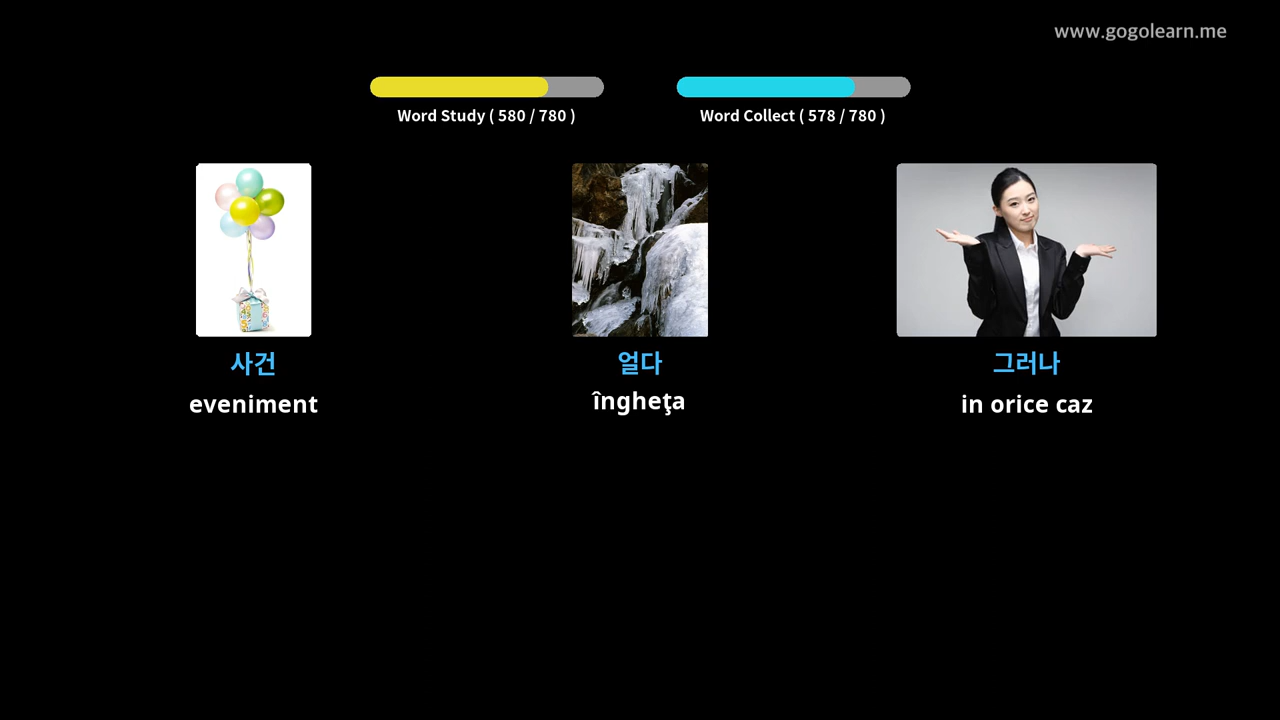 www.gogolearn.me
Word Study ( 580 / 780 )
Word Collect ( 578 / 780 )
사건
얼다
그러나
eveniment
îngheţa
in orice caz